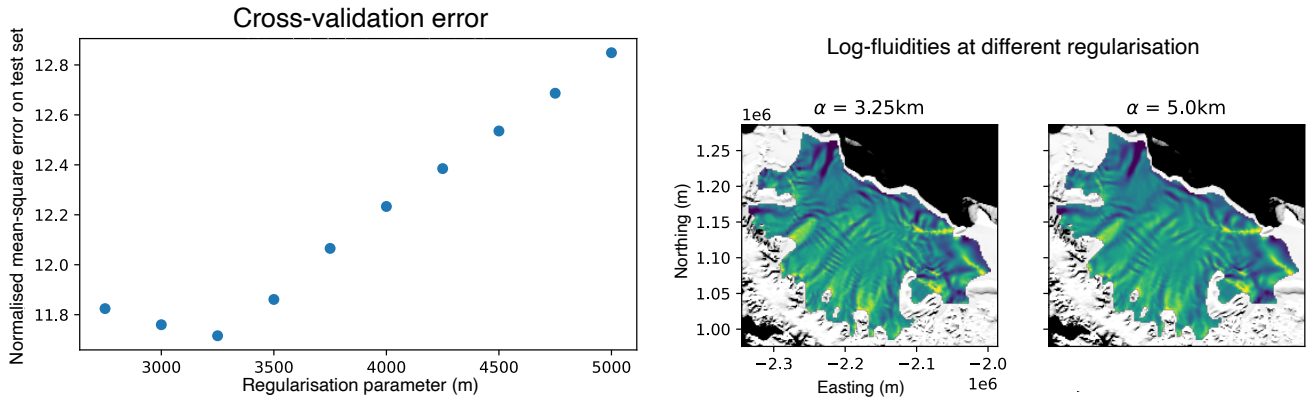 Cross-validation error
Normalised mean-square error on test set
12.8
12.6
12.4
12.2
12.0
11.8
3000
3500
4000
4500
5000
Regularisation parameter (m)
Log-fluidities at different regularisation
1e6
α = 3.25km
α = 5.0km
Northing (m)
1.25
1.20
1.15
1.10
1.05
1.00
−2.3
−2.2
−2.1
−2.0
Easting (m)
1e6